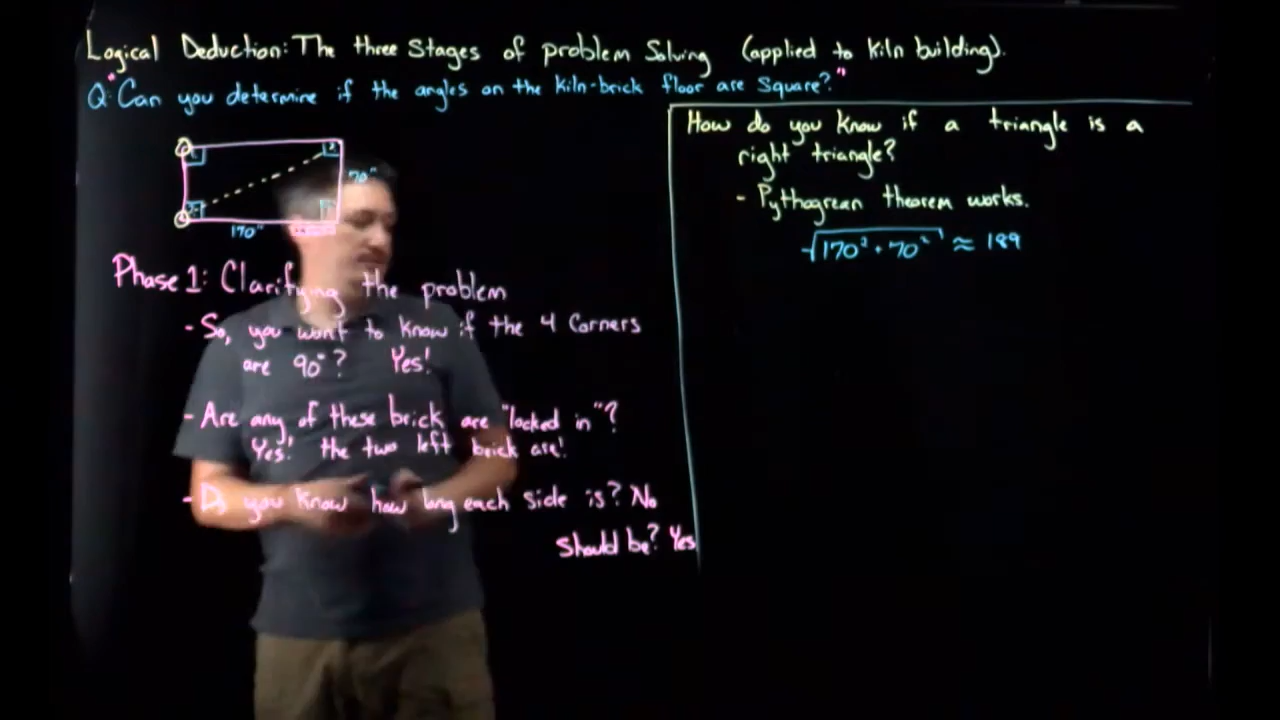 Logical Deduction: The three Stages of problem Solving (applied to Kiln building).
Q: "Can you determine if the angles on the kiln-brick floor are Square?"
70"
170"
Phase 1: Clarifying the problem
- So, you want to know if the 4 Corners
are 90°? Yes!
- Are any of these brick are "locked in"?
Yes! the two left brick are!
- Do you know how long each side is? No
Should be? Yes
How do you know if a triangle is a
right triangle?
- Pythogrean theorem works.
√170² + 70² ≈ 189